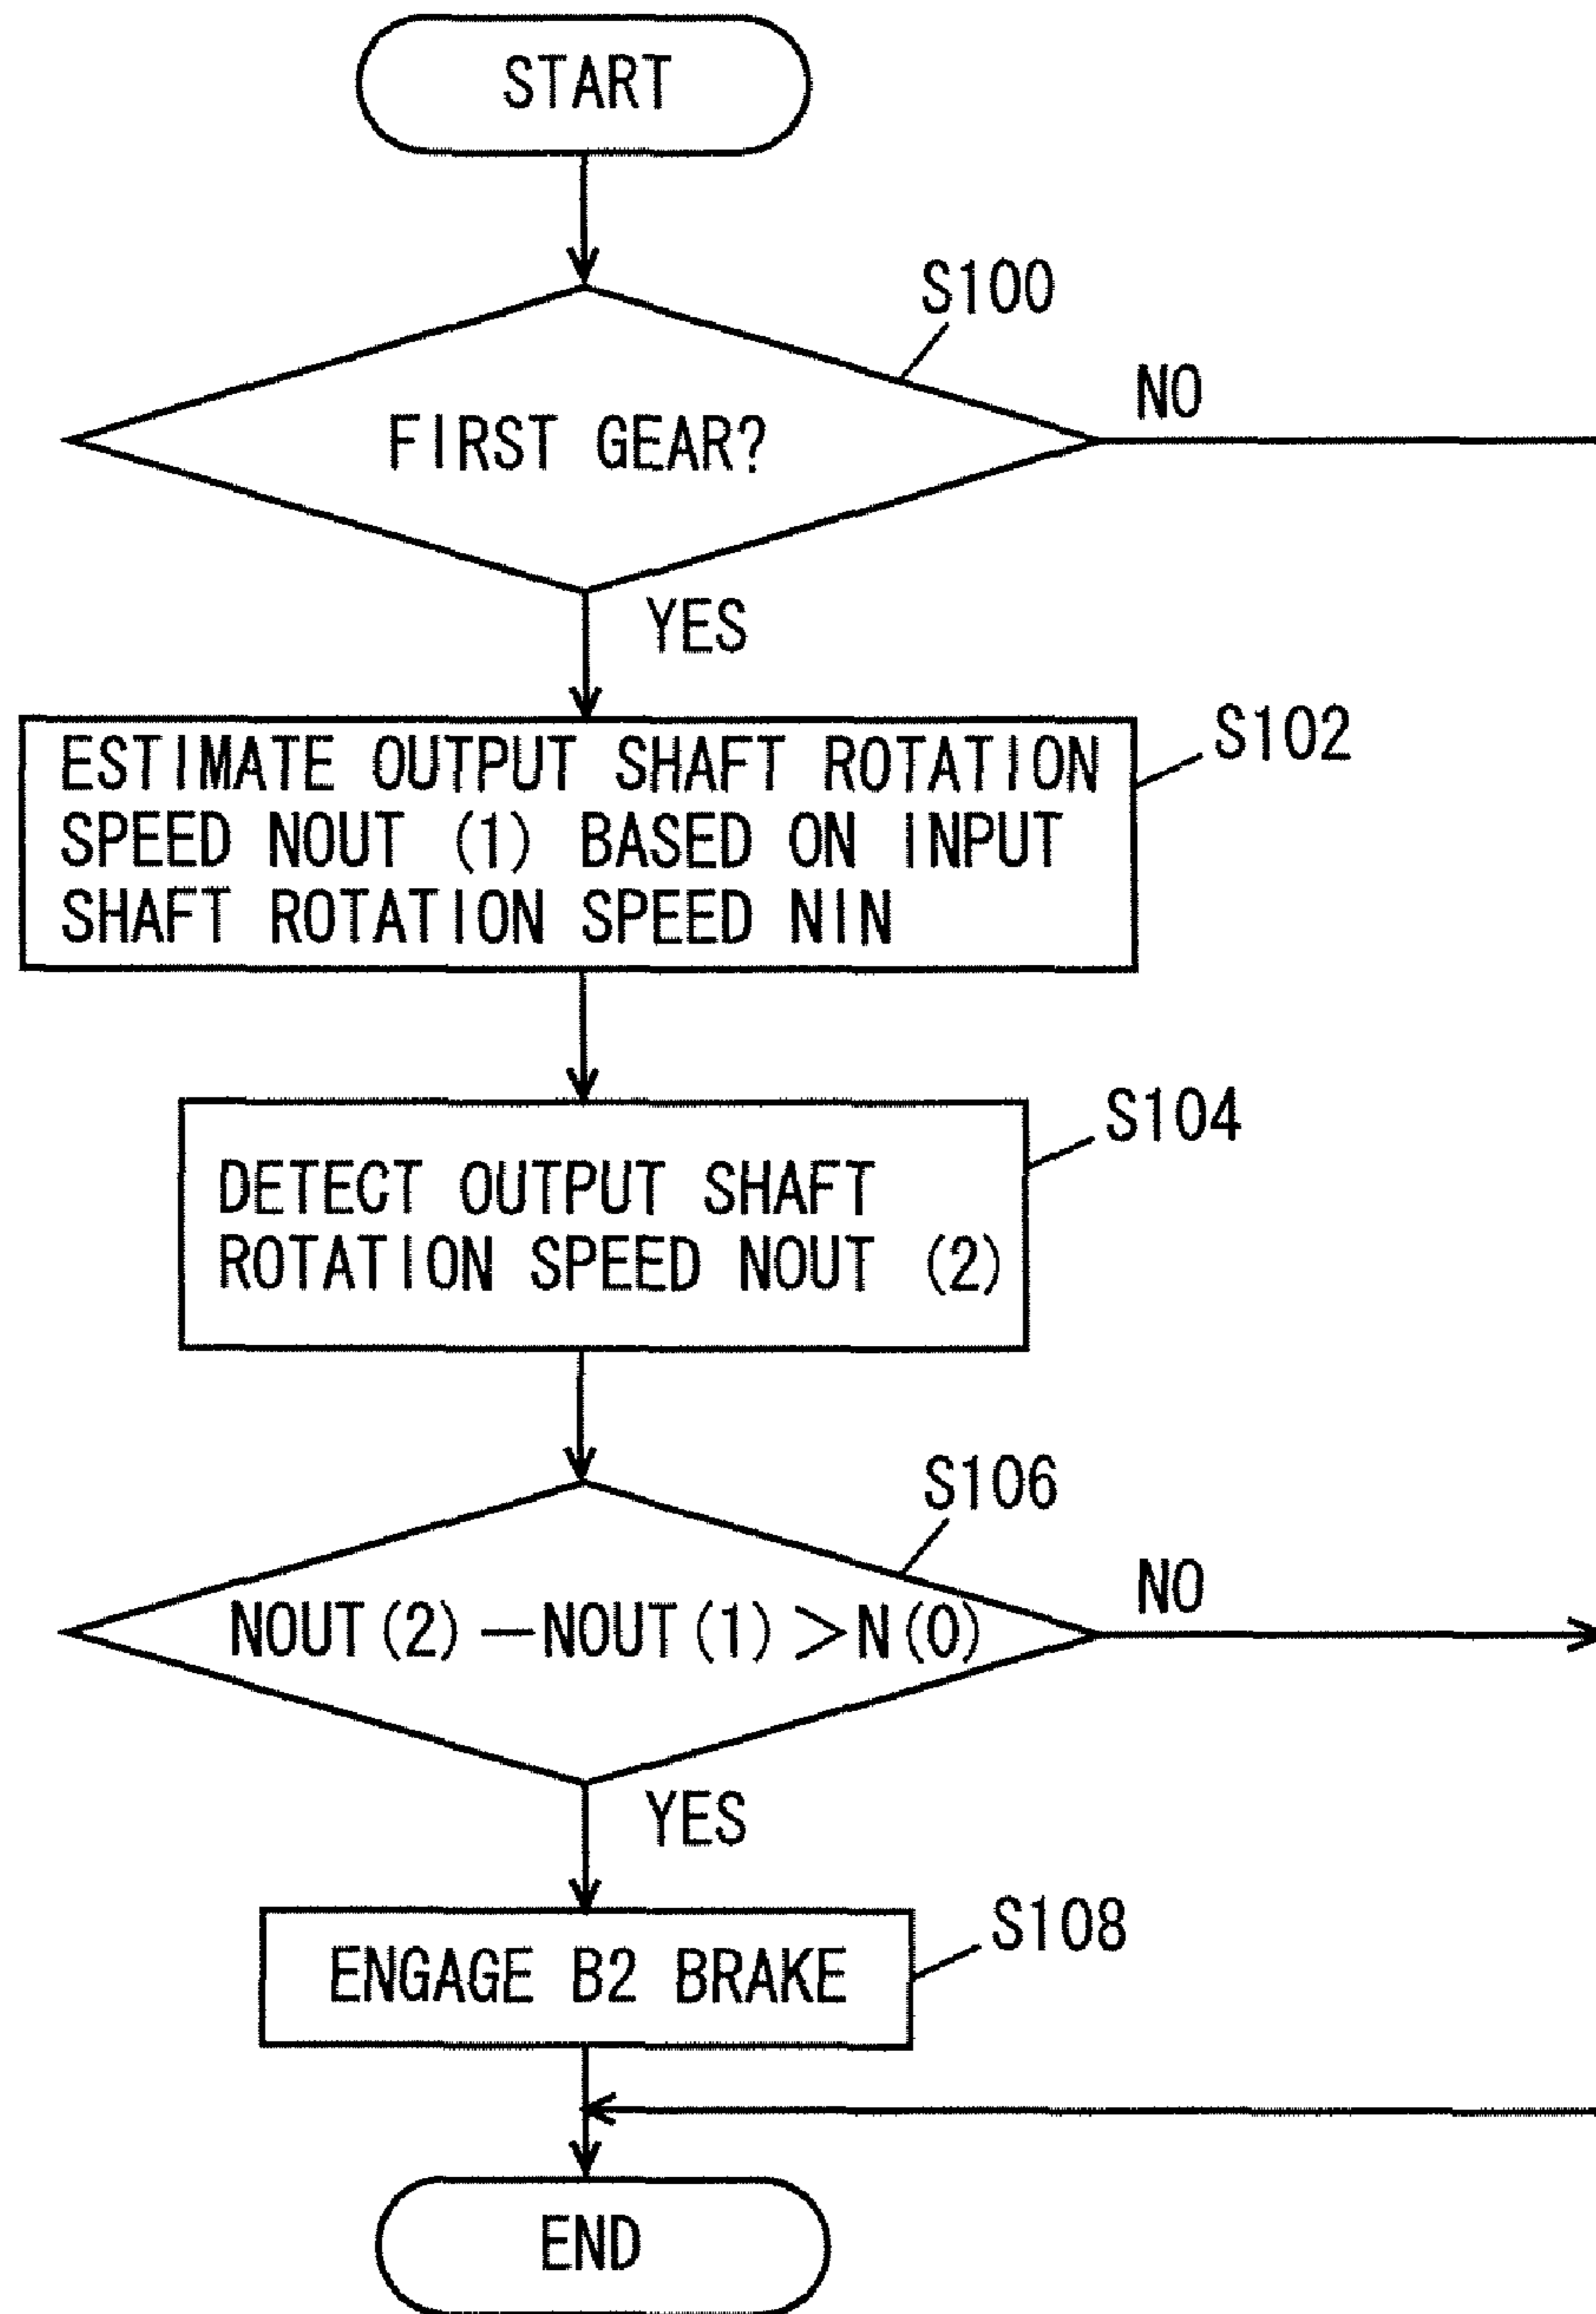 START
S100
FIRST GEAR?
NO
YES
S102
ESTIMATE OUTPUT SHAFT ROTATION
SPEED NOUT (1) BASED ON INPUT
SHAFT ROTATION SPEED NIN
S104
DETECT OUTPUT SHAFT
ROTATION SPEED NOUT (2)
S106
NOUT(2)−NOUT(1)>N(0)
NO
YES
S108
ENGAGE B2 BRAKE
END